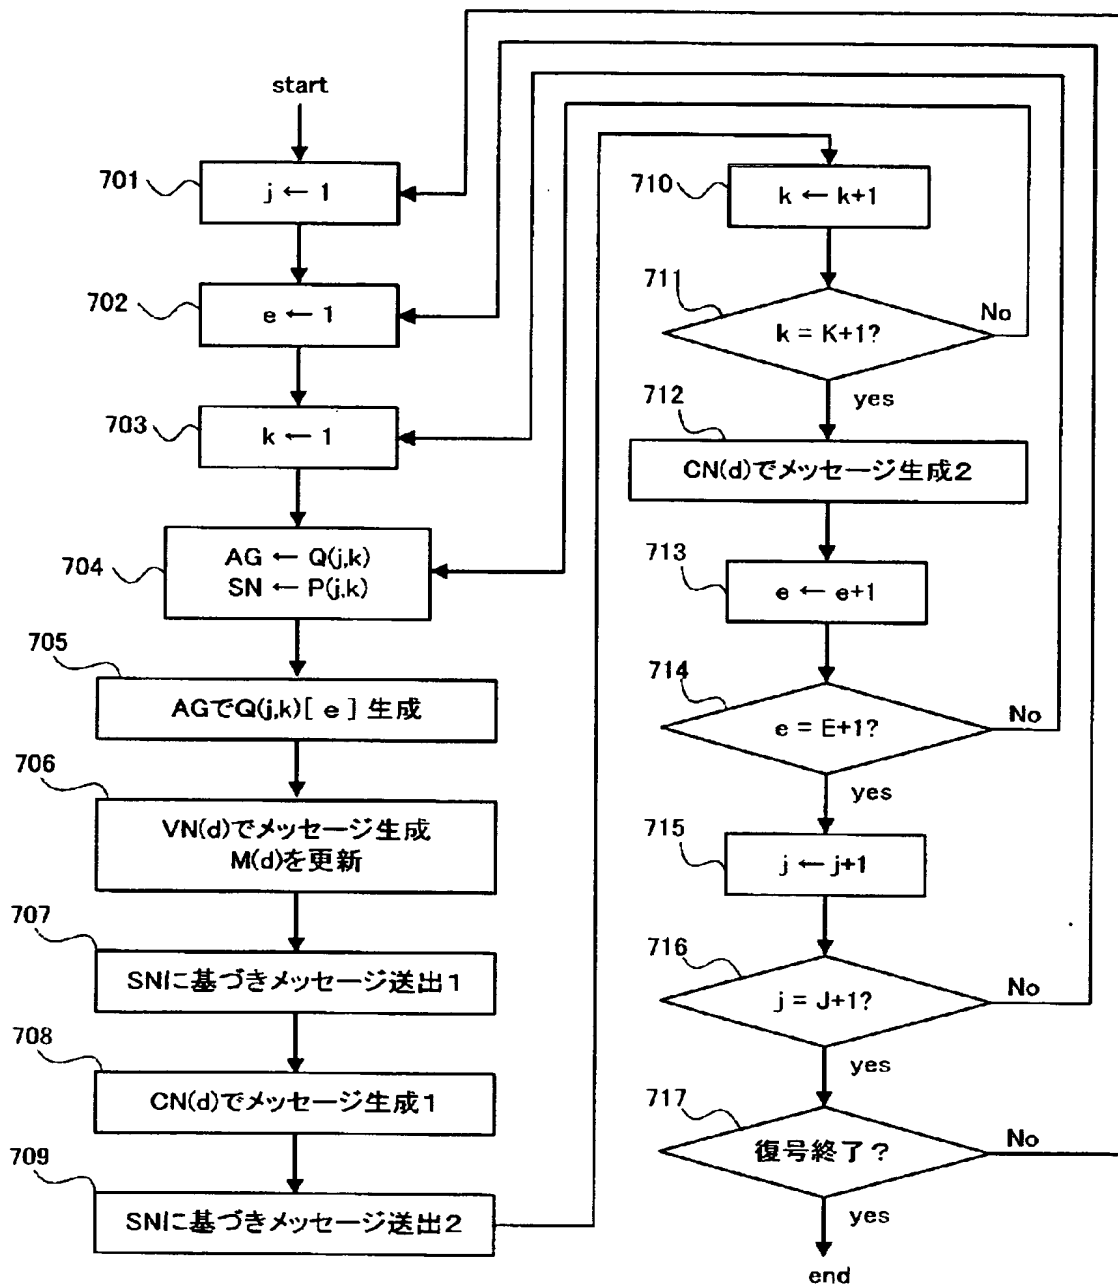 start
701
j ← 1
702
e ← 1
703
k ← 1
704
AG ← Q(j,k)
SN ← P(j,k)
705
AGでQ(j,k)[ e ] 生成
706
VN(d)でメッセージ生成
M(d)を更新
707
SNに基づきメッセージ送出1
708
CN(d)でメッセージ生成1
709
SNに基づきメッセージ送出2
710
k ← k+1
711
k = K+1?
No
yes
712
CN(d)でメッセージ生成2
713
e ← e+1
714
e = E+1?
No
yes
715
j ← j+1
716
j = J+1?
No
yes
717
復号終了?
No
yes
end